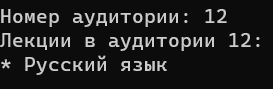 Номер аудитории: 12
Лекции в аудитории 12:
* Русский язык